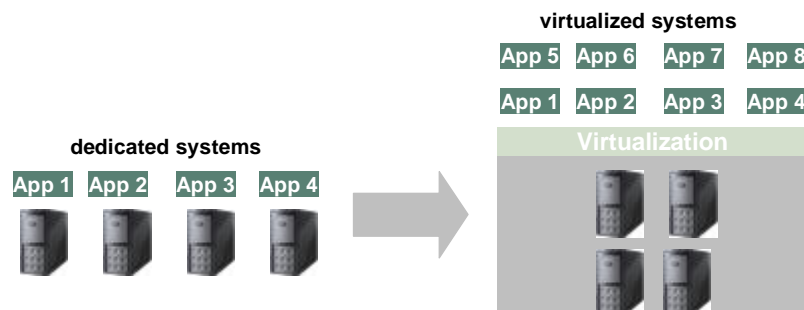 virtualized systems
App 5 App 6 App 7 App 8
App 1 App 2 App 3 App 4
Virtualization
dedicated systems
App 1 App 2 App 3 App 4